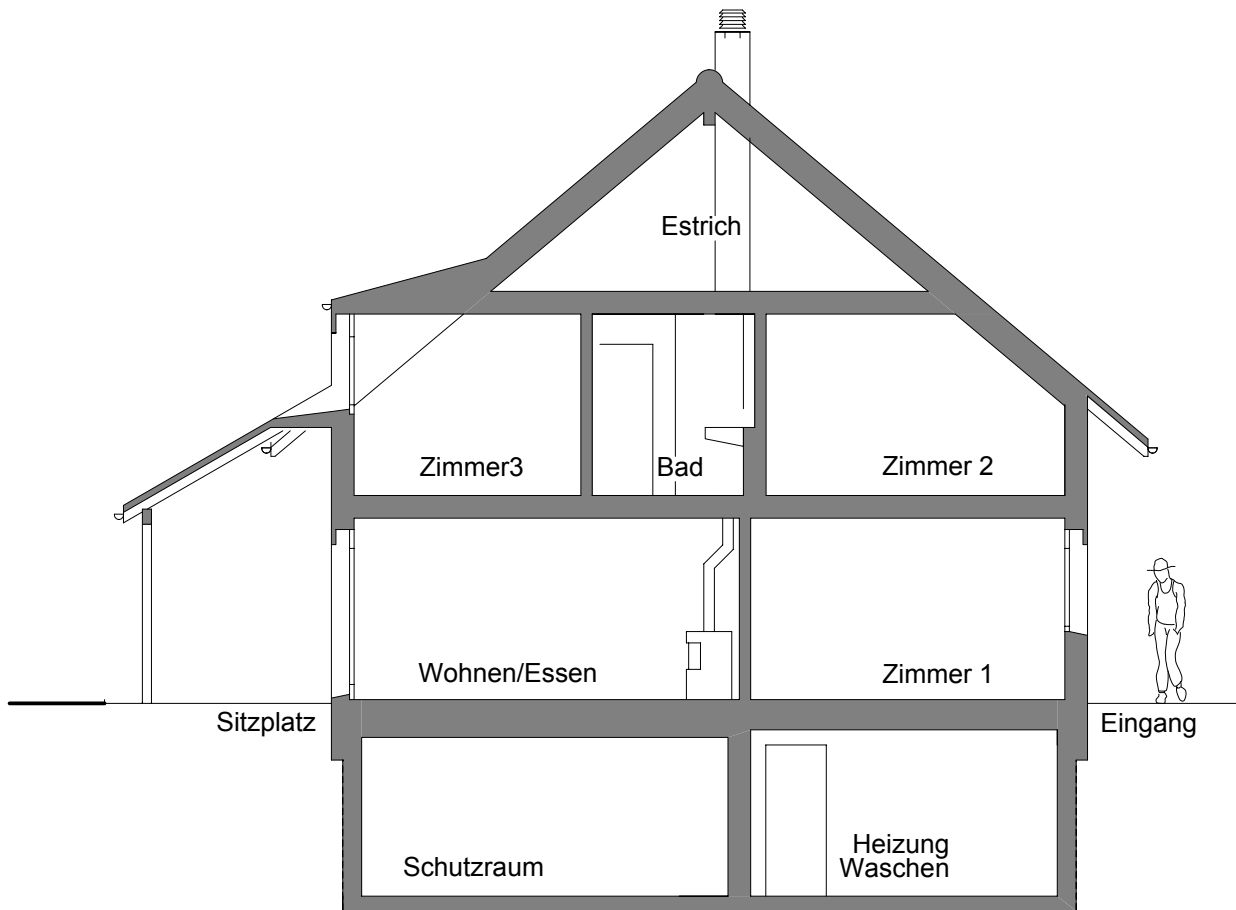 Estrich
Zimmer3
Bad
Zimmer 2
Wohnen/Essen
Zimmer 1
Sitzplatz
Eingang
Schutzraum
Heizung
Waschen